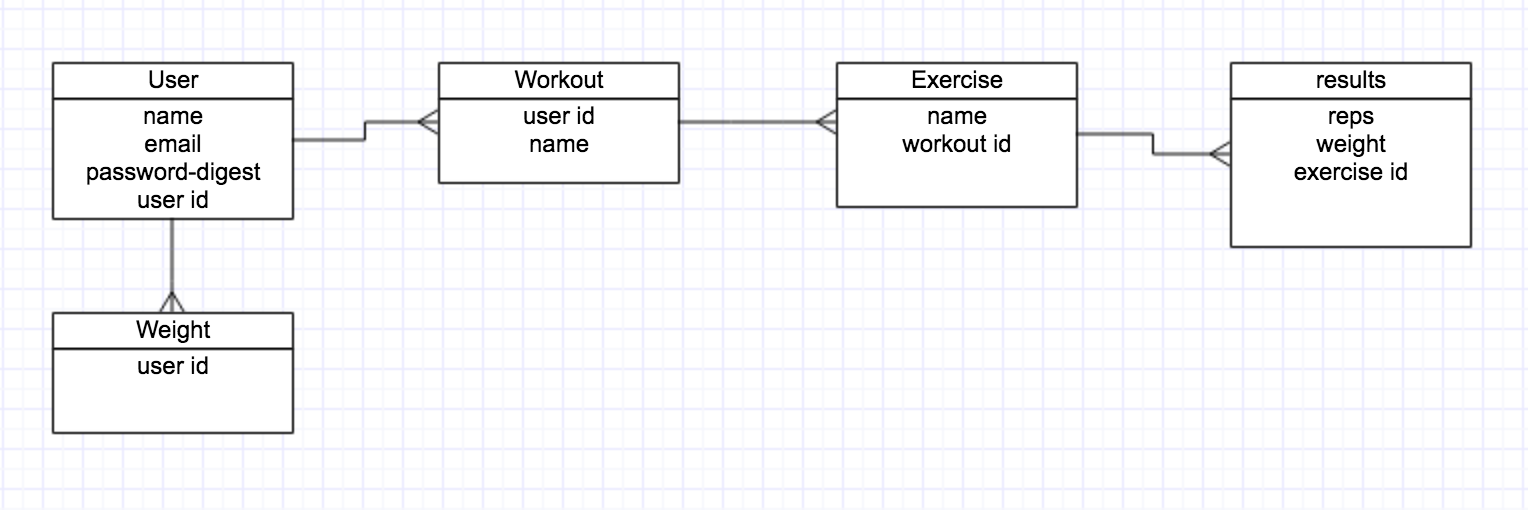 User
name
email
password-digest
user id
Workout
user id
name
Exercise
name
workout id
results
reps
weight
exercise id
Weight
user id